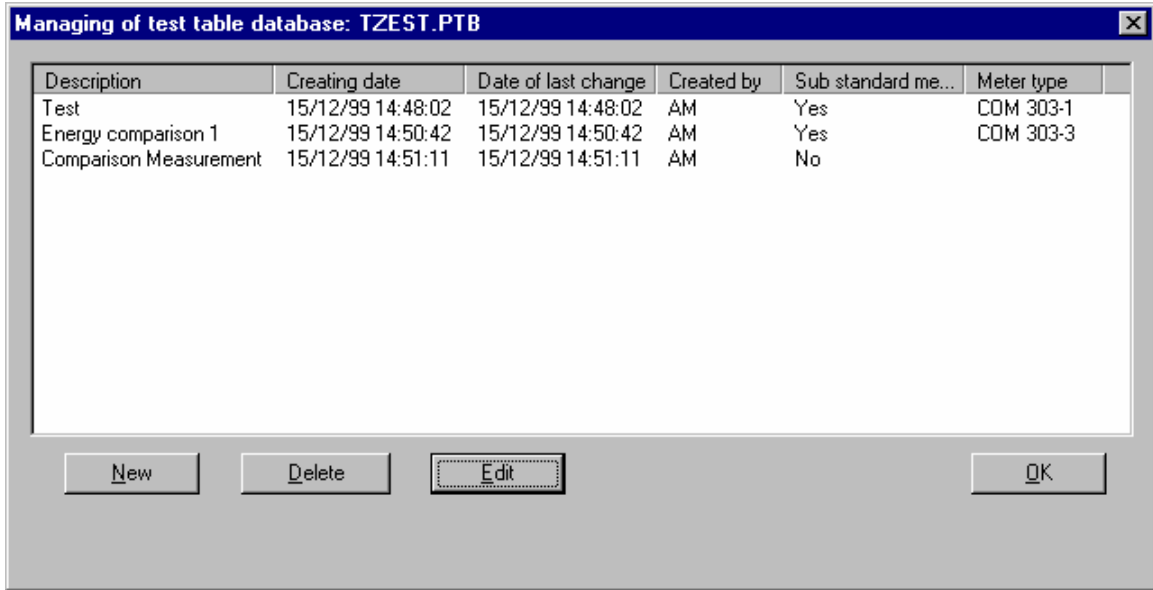 Managing of test table database: TZEST.PTB
Description Creating date Date of last change Created by Sub standard me... Meter type
Test 15/12/99 14:48:02 15/12/99 14:48:02 AM Yes COM 303-1
Energy comparison 1 15/12/99 14:50:42 15/12/99 14:50:42 AM Yes COM 303-3
Comparison Measurement 15/12/99 14:51:11 15/12/99 14:51:11 AM No
New Delete Edit OK